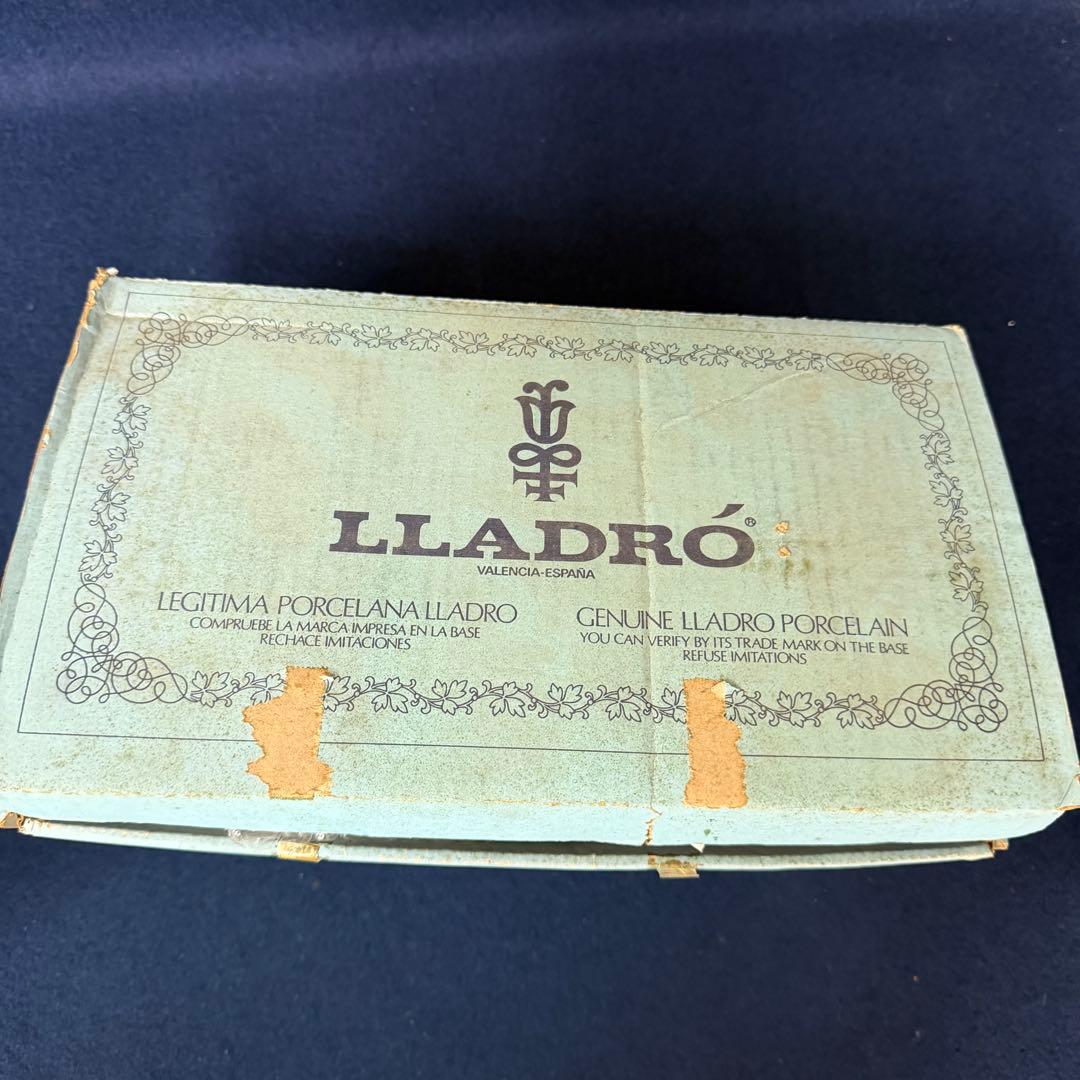 LLADRÓ®
VALENCIA-ESPAÑA
LEGITIMA PORCELANA LLADRO
COMPRUEBE LA MARCA IMPRESA EN LA BASE
RECHACE IMITACIONES
GENUINE LLADRO PORCELAIN
YOU CAN VERIFY BY ITS TRADE MARK ON THE BASE
REFUSE IMITATIONS